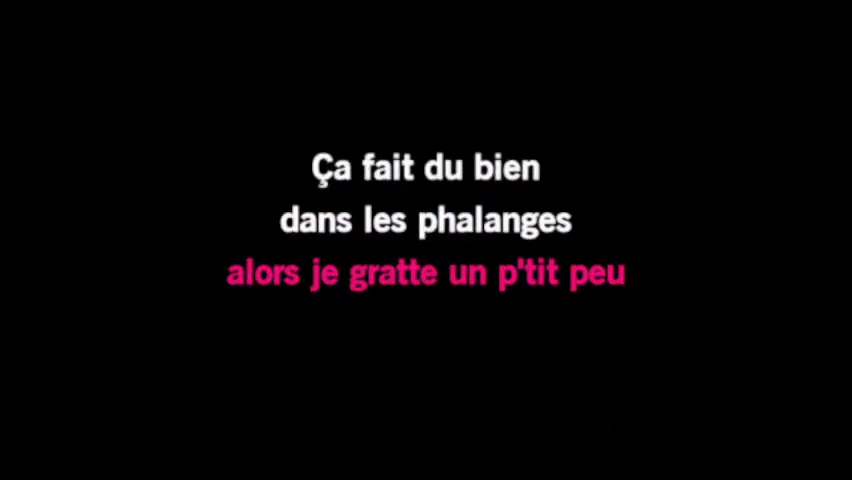 Ça fait du bien
dans les phalanges
alors je gratte un p'tit peu